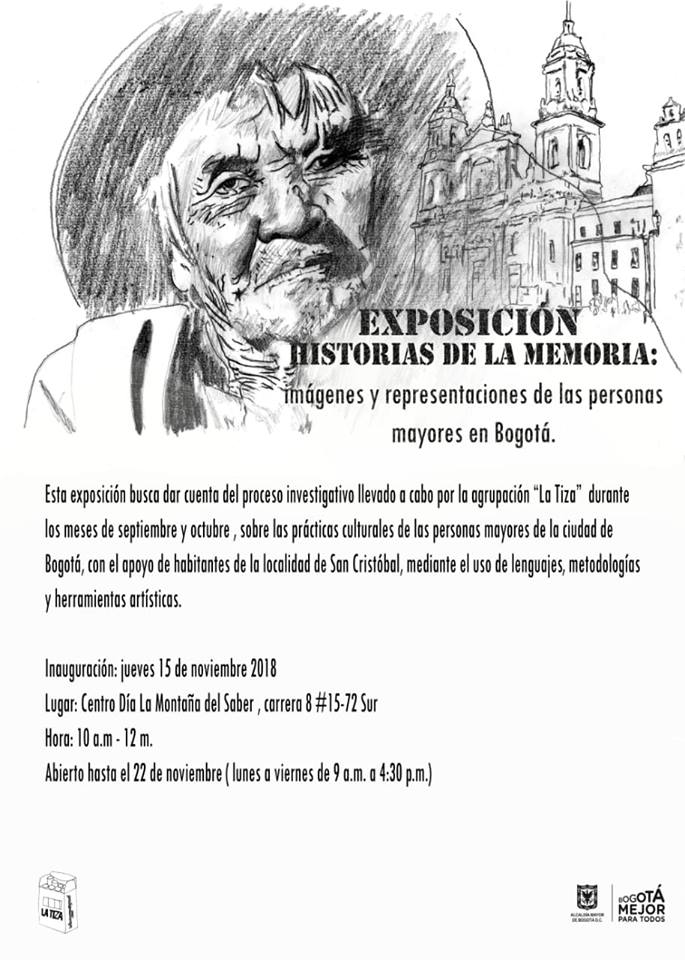 EXPOSICIÓN
HISTORIAS DE LA MEMORIA:
imágenes y representaciones de las personas
mayores en Bogotá.
Esta exposición busca dar cuenta del proceso investigativo llevado a cabo por la agrupación “La Tiza” durante
los meses de septiembre y octubre , sobre las prácticas culturales de las personas mayores de la ciudad de
Bogotá, con el apoyo de habitantes de la localidad de San Cristóbal, mediante el uso de lenguajes, metodologías
y herramientas artísticas.
Inauguración: jueves 15 de noviembre 2018
Lugar: Centro Día La Montaña del Saber , carrera 8 #15-72 Sur
Hora: 10 a.m - 12 m.
Abierto hasta el 22 de noviembre ( lunes a viernes de 9 a.m. a 4:30 p.m.)
LA TIZA
ALCALDÍA MAYOR
DE BOGOTÁ D.C.
BOGOTÁ
MEJOR
PARA TODOS